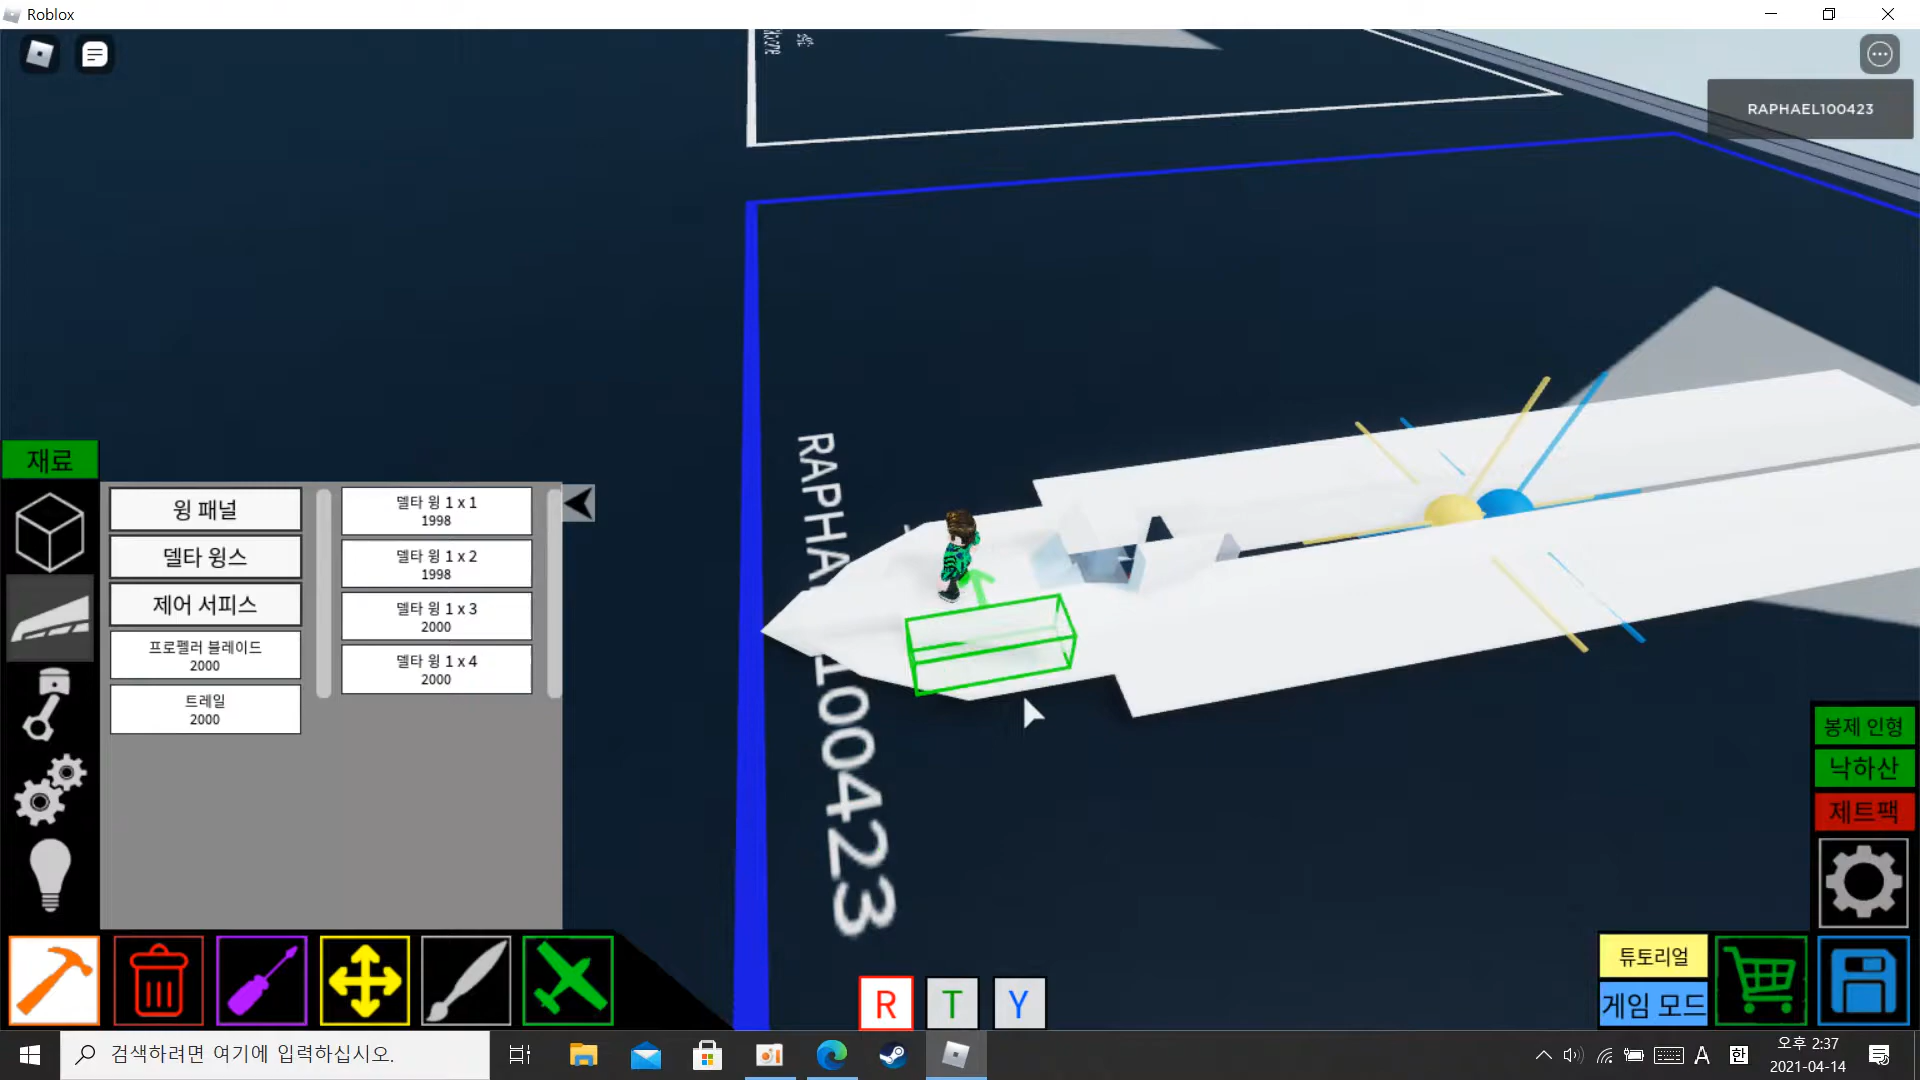 Roblox
RAPHAEL100423
RAPHA
100423
재료
윙 패널
델타 윙스
제어 서피스
프로펠러 블레이드
2000
트레일
2000
델타 윙 1 x 1
1998
델타 윙 1 x 2
1998
델타 윙 1 x 3
2000
델타 윙 1 x 4
2000
봉제 인형
낙하산
제트팩
튜토리얼
게임 모드
R T Y
검색하려면 여기에 입력하십시오.
A 한
오후 2:37
2021-04-14